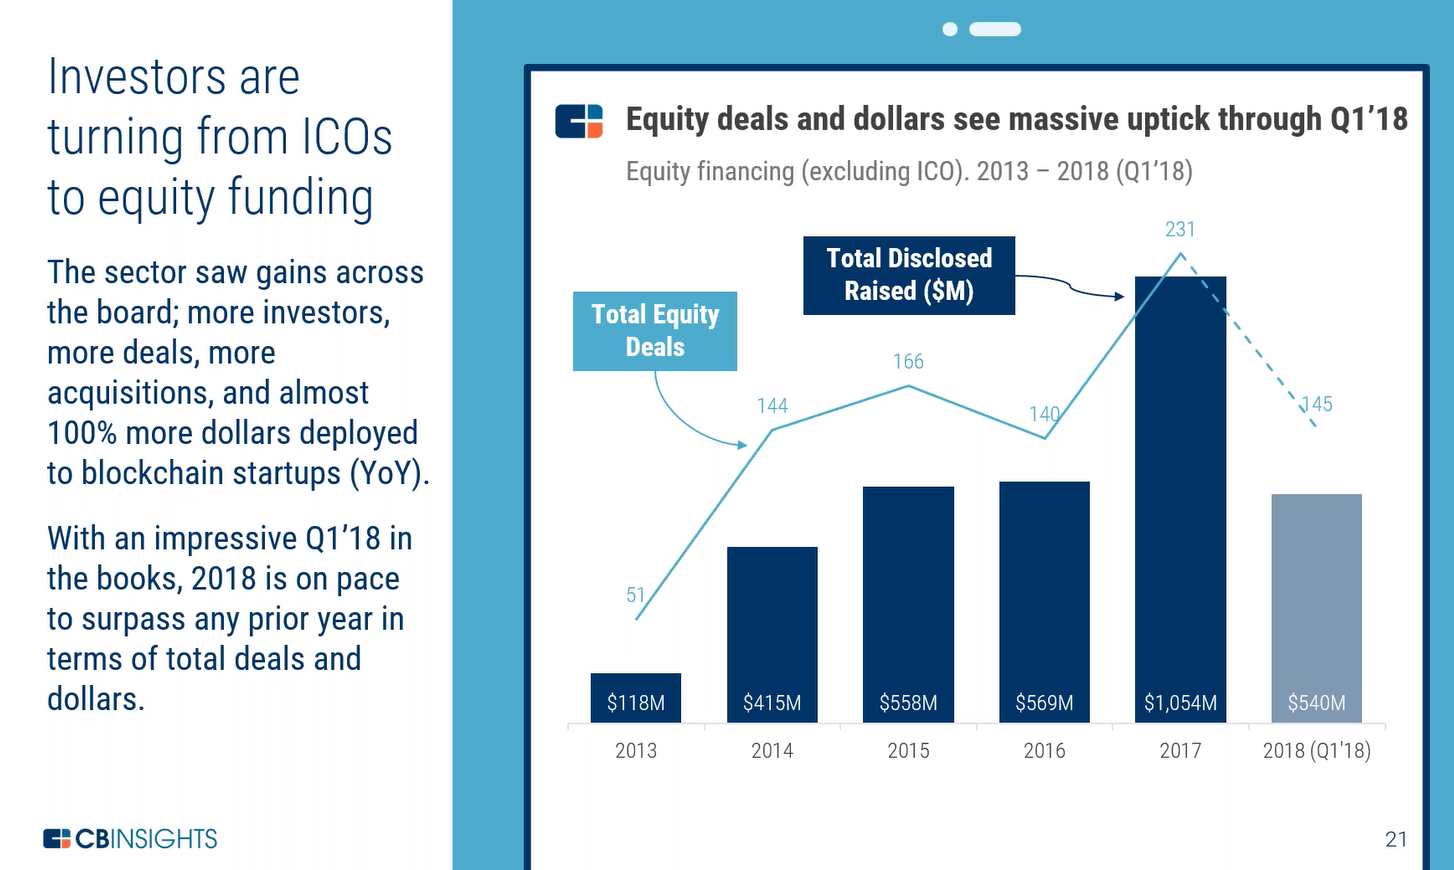 Investors are
turning from ICOs
to equity funding
The sector saw gains across
the board; more investors,
more deals, more
acquisitions, and almost
100% more dollars deployed
to blockchain startups (YoY).
With an impressive Q1’18 in
the books, 2018 is on pace
to surpass any prior year in
terms of total deals and
dollars.
CBINSIGHTS
Equity deals and dollars see massive uptick through Q1’18
Equity financing (excluding ICO). 2013 – 2018 (Q1’18)
Total Equity
Deals
Total Disclosed
Raised ($M)
51
144
166
140
231
145
$118M
$415M
$558M
$569M
$1,054M
$540M
2013
2014
2015
2016
2017
2018 (Q1'18)
21